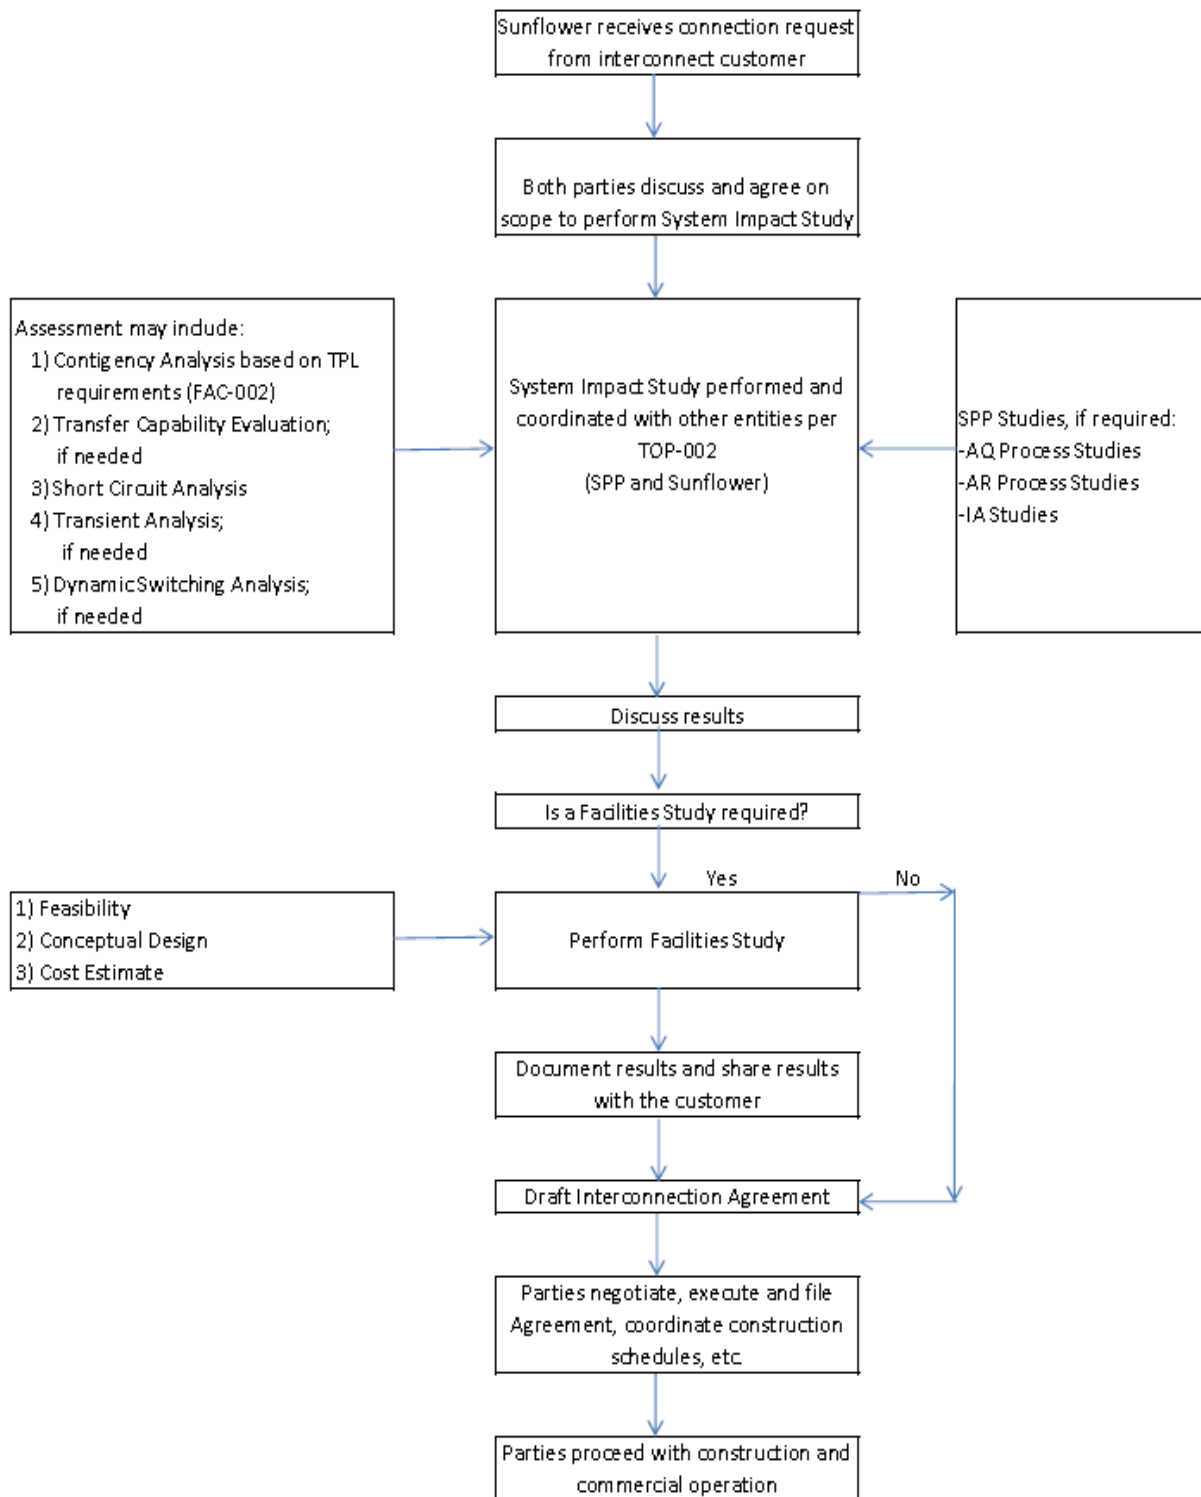 Sunflower receives connection request
from interconnect customer
Both parties discuss and agree on
scope to perform System Impact Study
Assessment may include:
1) Contigency Analysis based on TPL
requirements (FAC-002)
2) Transfer Capability Evaluation;
if needed
3) Short Circuit Analysis
4) Transient Analysis;
if needed
5) Dynamic Switching Analysis;
if needed
System Impact Study performed and
coordinated with other entities per
TOP-002
(SPP and Sunflower)
SPP Studies, if required:
-AQ Process Studies
-AR Process Studies
-IA Studies
Discuss results
Is a Facilities Study required?
Yes
No
1) Feasibility
2) Conceptual Design
3) Cost Estimate
Perform Facilities Study
Document results and share results
with the customer
Draft Interconnection Agreement
Parties negotiate, execute and file
Agreement, coordinate construction
schedules, etc.
Parties proceed with construction and
commercial operation